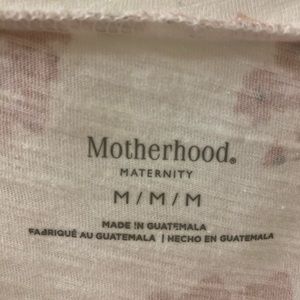 Motherhood®
MATERNITY
M / M / M
MADE IN GUATEMALA
FABRIQUÉ AU GUATEMALA | HECHO EN GUATEMALA